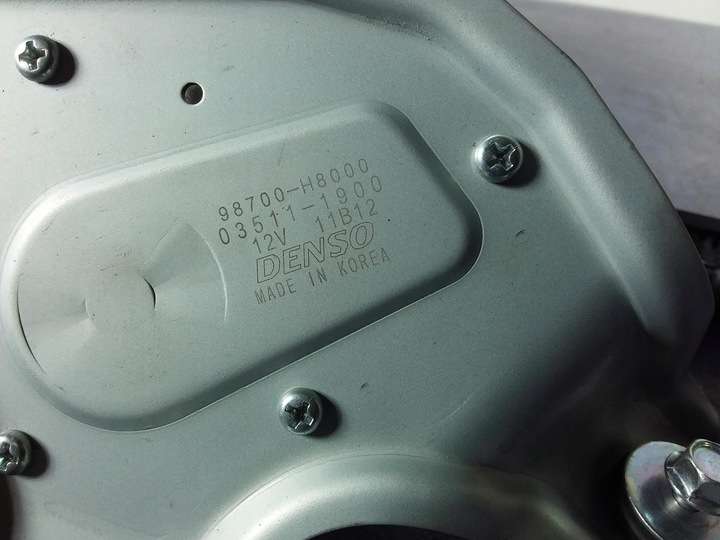 98700-H8000
03511-1900
12V 11B12
DENSO
MADE IN KOREA